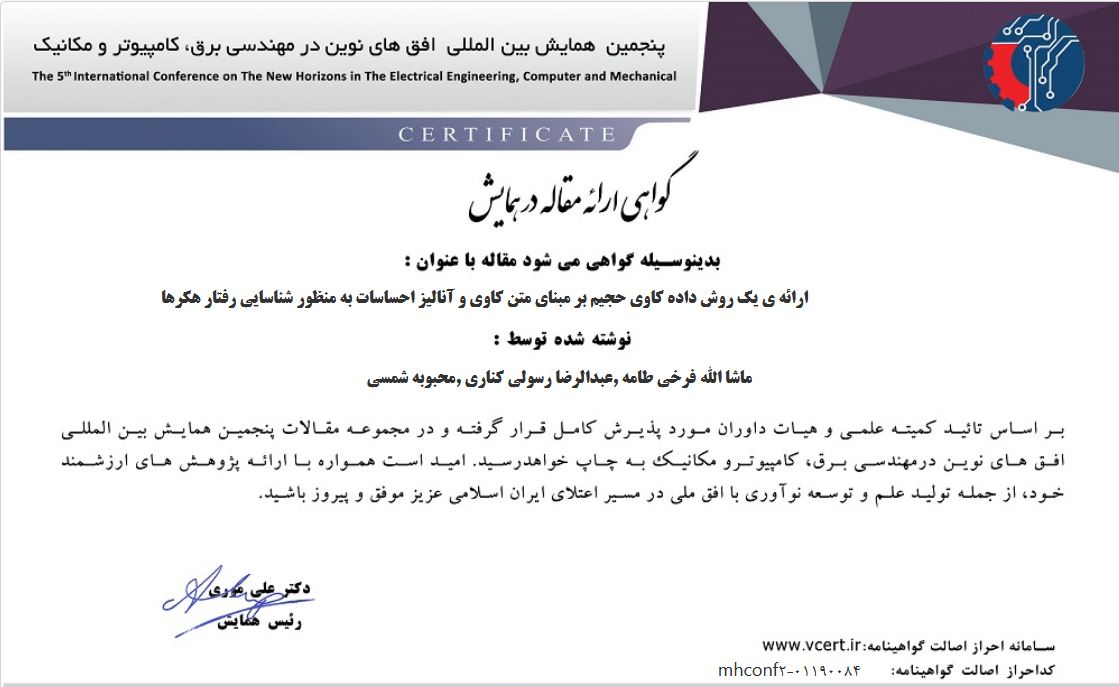 پنجمین همایش بین المللی افق های نوین در مهندسی برق، کامپیوتر و مکانیک
The 5th International Conference on The New Horizons in The Electrical Engineering, Computer and Mechanical
CERTIFICATE
گواهی ارائه مقاله در همایش
بدینوسیله گواهی می شود مقاله با عنوان :
ارائه ی یک روش داده کاوی حجیم بر مبنای متن کاوی و آنالیز احساسات به منظور شناسایی رفتار هکرها
نوشته شده توسط :
ماشا الله فرخی طامه ,عبدالرضا رسولی کناری ,محبوبه شمسی
بر اساس تائید کمیته علمی و هیات داوران مورد پذیرش کامل قرار گرفته و در مجموعه مقالات پنجمین همایش بین المللی
افق های نوین درمهندسی برق، کامپیوترو مکانیک به چاپ خواهدرسید. امید است همواره با ارائه پژوهش های ارزشمند
خود، از جمله تولید علم و توسعه نوآوری با افق ملی در مسیر اعتلای ایران اسلامی عزیز موفق و پیروز باشید.
دکتر علی
رئیس همایش
سامانه احراز اصالت گواهینامه:www.vcert.ir
کداحراز اصالت گواهینامه: mhconf۲-۰۱۱۹۰۰۸۴